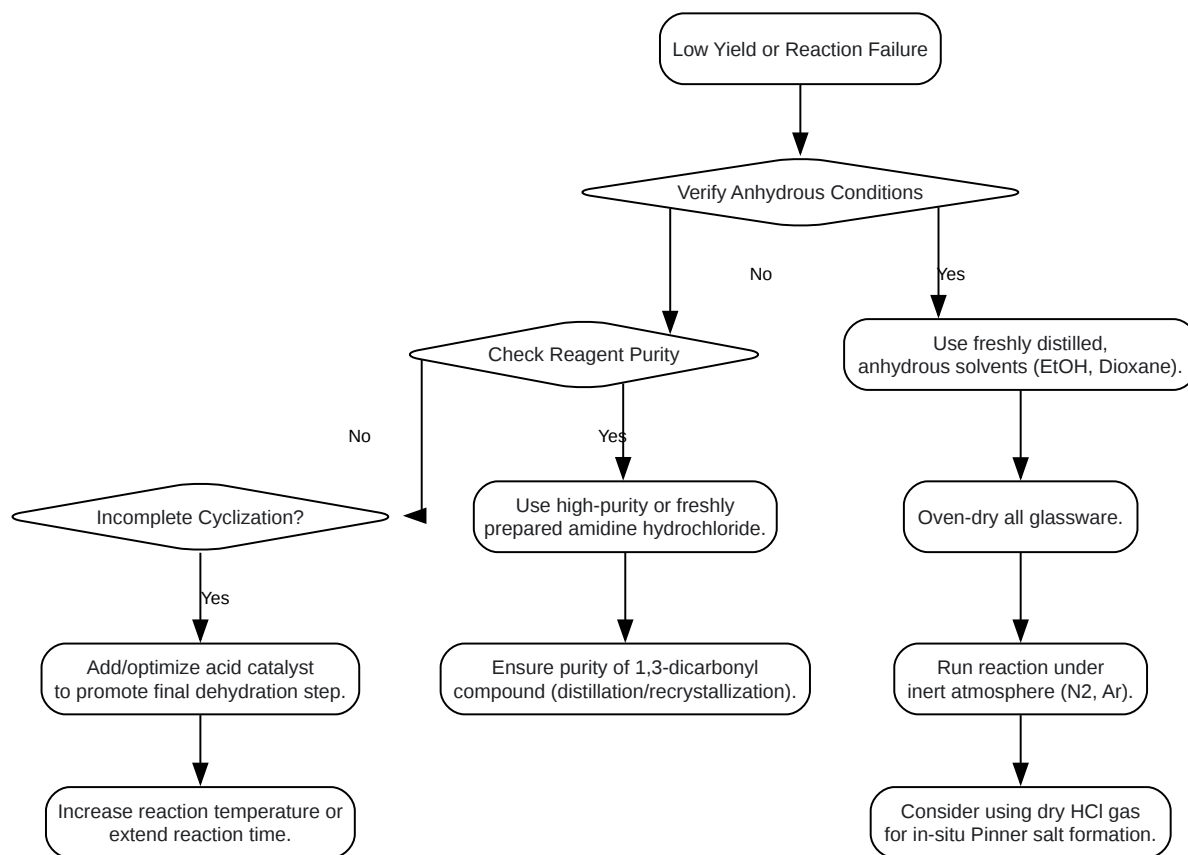 Low Yield or Reaction Failure
Verify Anhydrous Conditions
No
Yes
Check Reagent Purity
Use freshly distilled,
anhydrous solvents (EtOH, Dioxane).
No
Yes
Incomplete Cyclization?
Use high-purity or freshly
prepared amidine hydrochloride.
Oven-dry all glassware.
Yes
Add/optimize acid catalyst
to promote final dehydration step.
Ensure purity of 1,3-dicarbonyl
compound (distillation/recrystallization).
Run reaction under
inert atmosphere (N2, Ar).
Increase reaction temperature or
extend reaction time.
Consider using dry HCl gas
for in-situ Pinner salt formation.